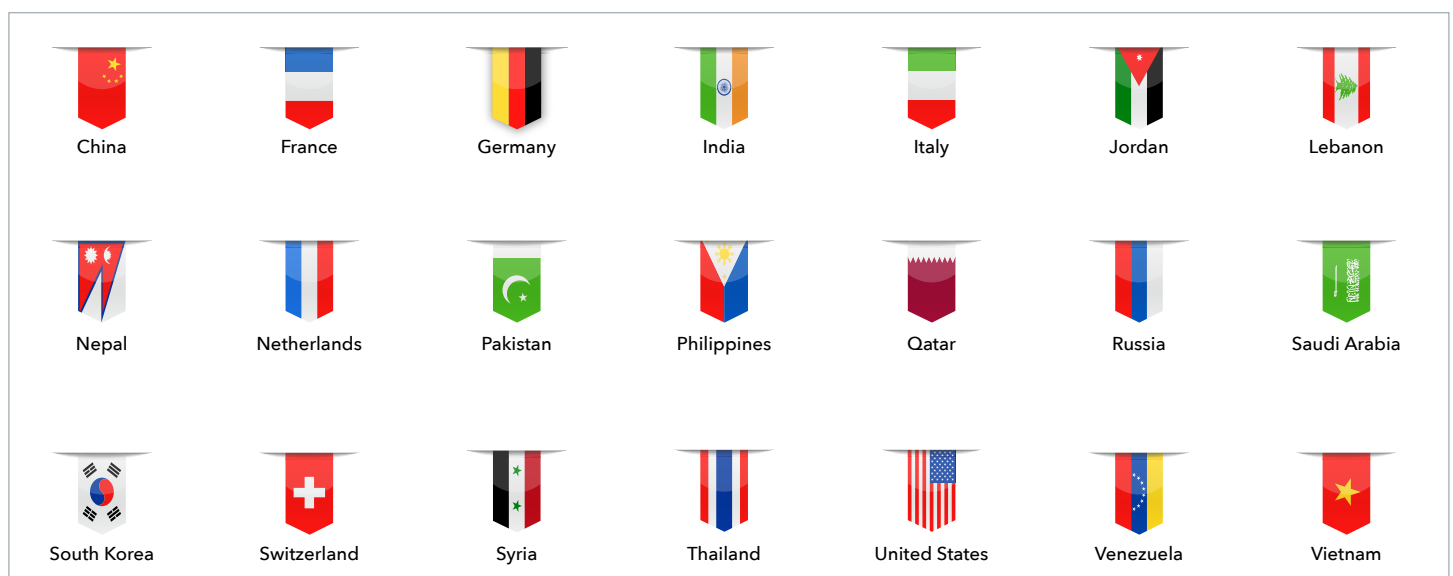 China France Germany India Italy Jordan Lebanon
Nepal Netherlands Pakistan Philippines Qatar Russia Saudi Arabia
South Korea Switzerland Syria Thailand United States Venezuela Vietnam